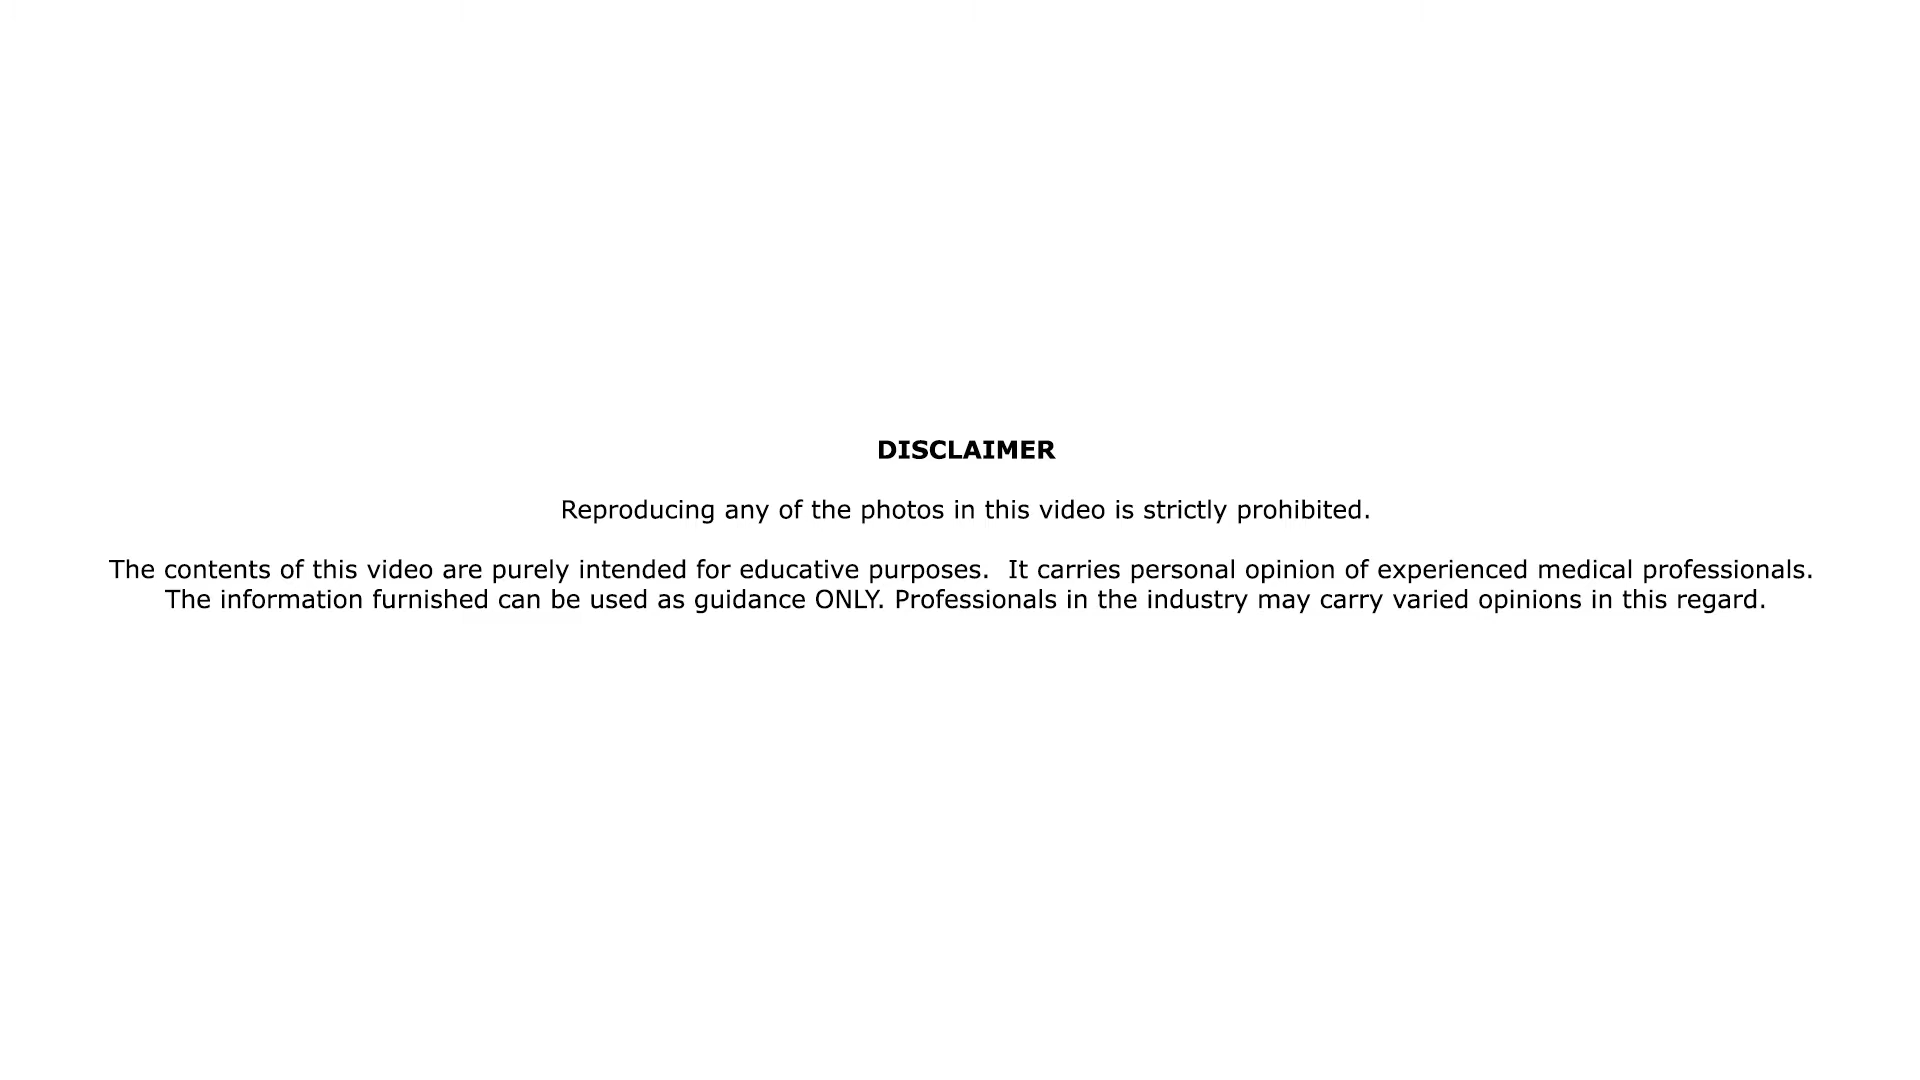 DISCLAIMER
Reproducing any of the photos in this video is strictly prohibited.
The contents of this video are purely intended for educative purposes.  It carries personal opinion of experienced medical professionals.
The information furnished can be used as guidance ONLY. Professionals in the industry may carry varied opinions in this regard.